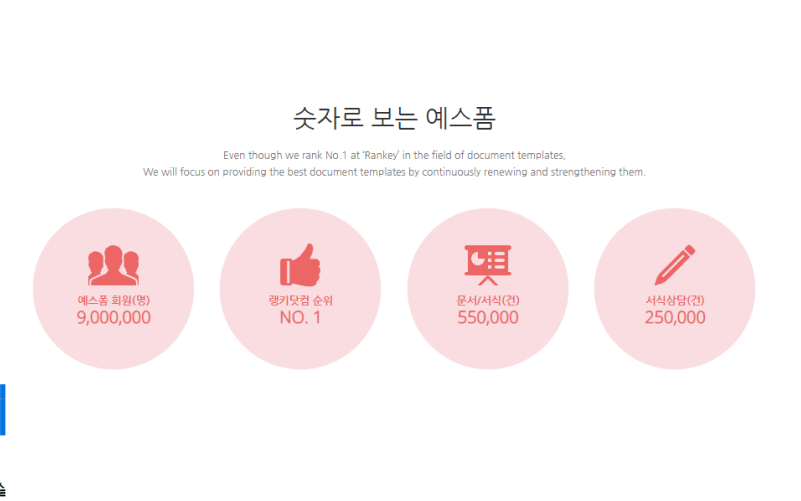 숫자로 보는 예스폼
Even though we rank No.1 at 'Rankey' in the field of document templates,
We will focus on providing the best document templates by continuously renewing and strengthening them.
예스폼 회원(명)
9,000,000
랭키닷컴 순위
NO. 1
문서/서식(건)
550,000
서식상담(건)
250,000